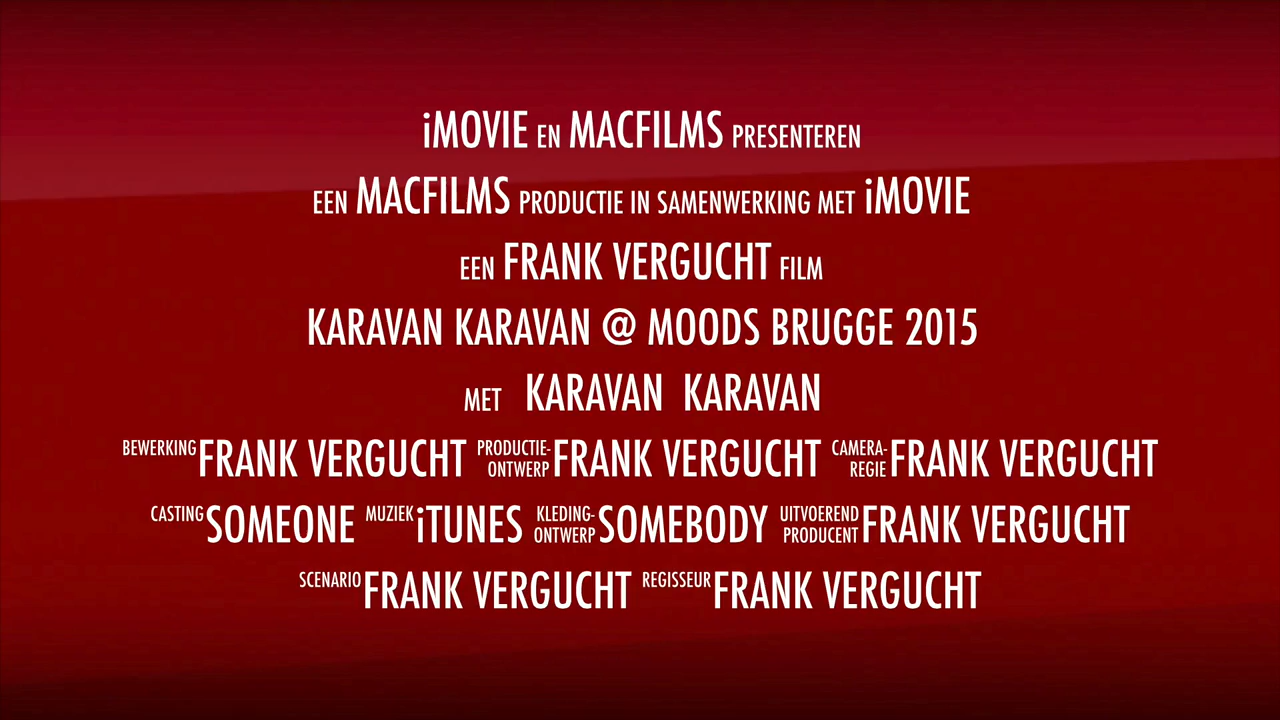 iMOVIE EN MACFILMS PRESENTEREN
EEN MACFILMS PRODUCTIE IN SAMENWERKING MET iMOVIE
EEN FRANK VERGUCHT FILM
KARAVAN KARAVAN @ MOODS BRUGGE 2015
MET KARAVAN KARAVAN
BEWERKING FRANK VERGUCHT PRODUCTIE-ONTWERP FRANK VERGUCHT CAMERA-REGIE FRANK VERGUCHT
CASTING SOMEONE MUZIEK iTUNES KLEDING-ONTWERP SOMEBODY UITVOEREND PRODUCENT FRANK VERGUCHT
SCENARIO FRANK VERGUCHT REGISSEUR FRANK VERGUCHT